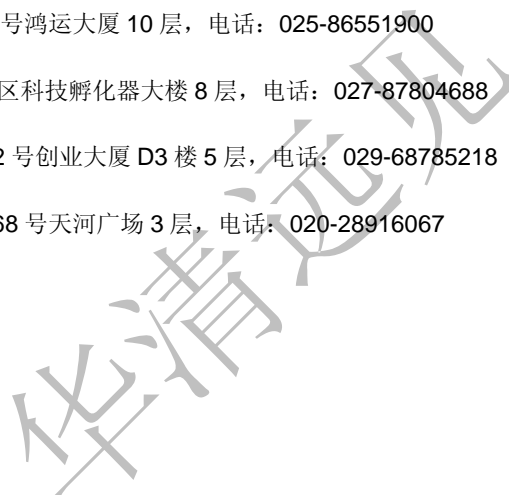 号鸿运大厦 10 层，电话：025-86551900
区科技孵化器大楼 8 层，电话：027-87804688
2 号创业大厦 D3 楼 5 层，电话：029-68785218
68 号天河广场 3 层，电话：020-28916067
华清远见